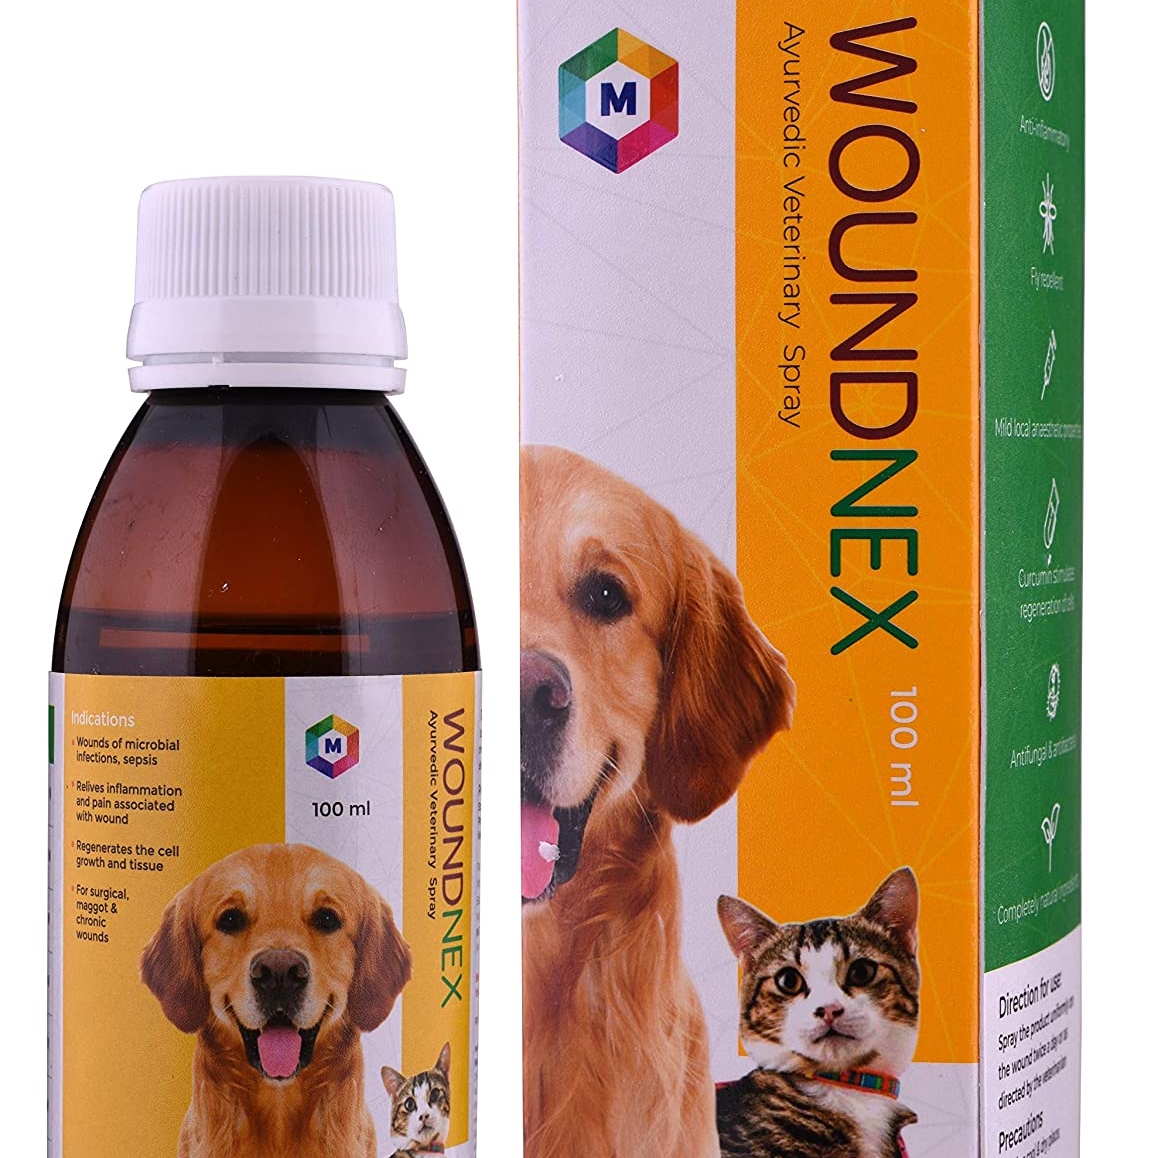 Indications
Wounds of microbial
infections, sepsis
Relives inflammation
and pain associated
with wound
Regenerates the cell
growth and tissue
For surgical,
maggot &
chronic
wounds
M
100 ml
WOUNDNEX
Ayurvedic Veterinary Spray
M
WOUNDNEX
Ayurvedic Veterinary Spray
100 ml
Anti-inflammatory
Fly repellent
Mild local anaesthetic
Curcumin stimulates
regeneration of cells
Antifungal &
Completely natural
Direction for use:
Spray the product uniformly on
the wound twice a day or as
directed by the veterinarian
Precautions